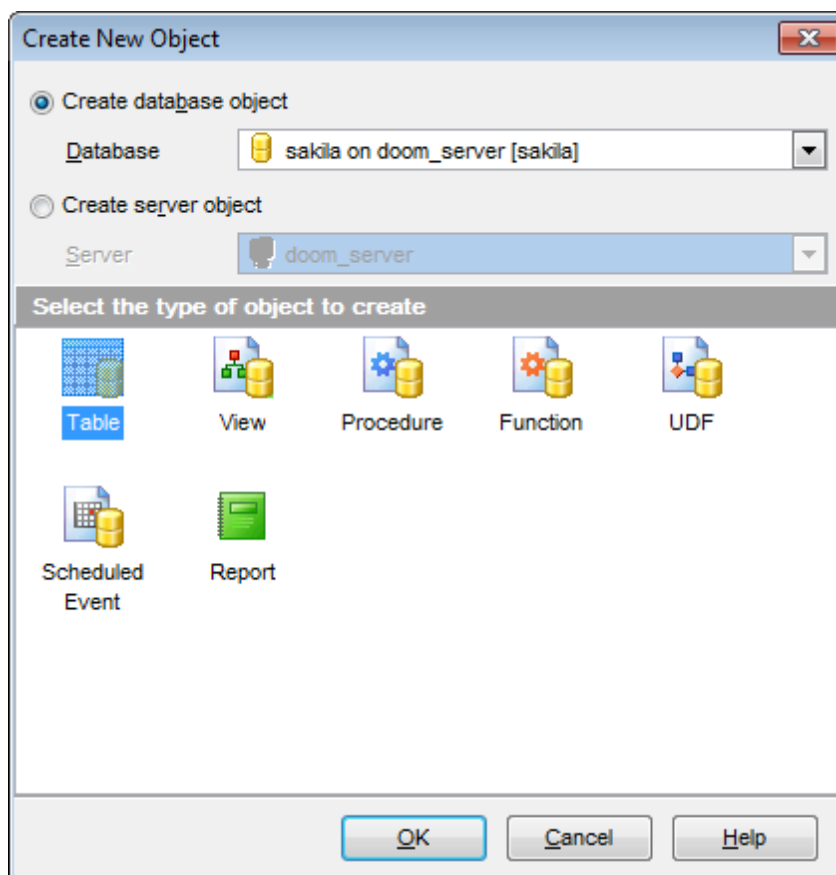 Create New Object
Create database object
Database sakila on doom_server [sakila]
Create server object
Server doom_server
Select the type of object to create
Table View Procedure Function UDF
Scheduled Event Report
OK Cancel Help